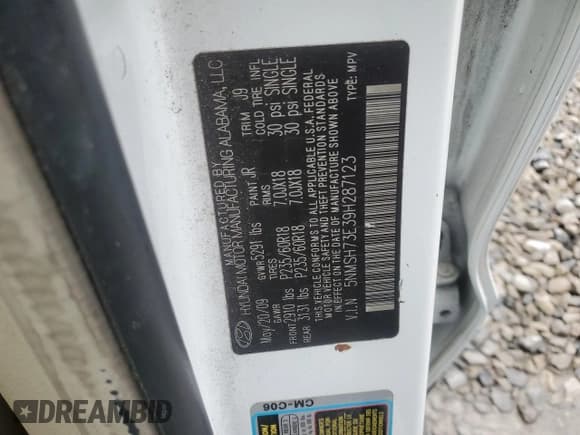 MANUFACTURED BY
HYUNDAI MOTOR MANUFACTURING ALABAMA, LLC
May/20/09 GVWR 5291 lbs PAINT JR TRIM J9
GAWR TIRES RIMS COLD TIRE INFL
FRONT 2910 lbs P235/60R18 7.0JX18 30 psi SINGLE
REAR 3131 lbs P235/60R18 7.0JX18 30 psi SINGLE
THIS VEHICLE CONFORMS TO ALL APPLICABLE U.S.A. FEDERAL
MOTOR VEHICLE SAFETY AND THEFT PREVENTION STANDARDS
IN EFFECT ON THE DATE OF MANUFACTURE SHOWN ABOVE
V.I.N 5NMSH73E39H287123 TYPE: MPV
CM-C06
DREAMBID